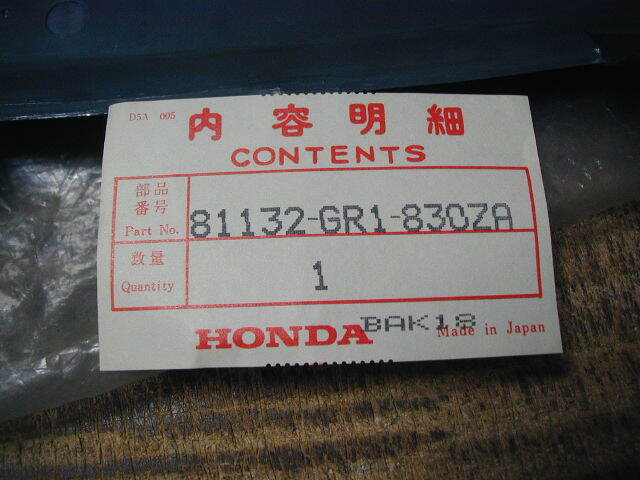 D5A 005
内容明細
CONTENTS
部品
番号
Part No. 81132-GR1-830ZA
数量
Quantity 1
HONDA BAK18 Made in Japan